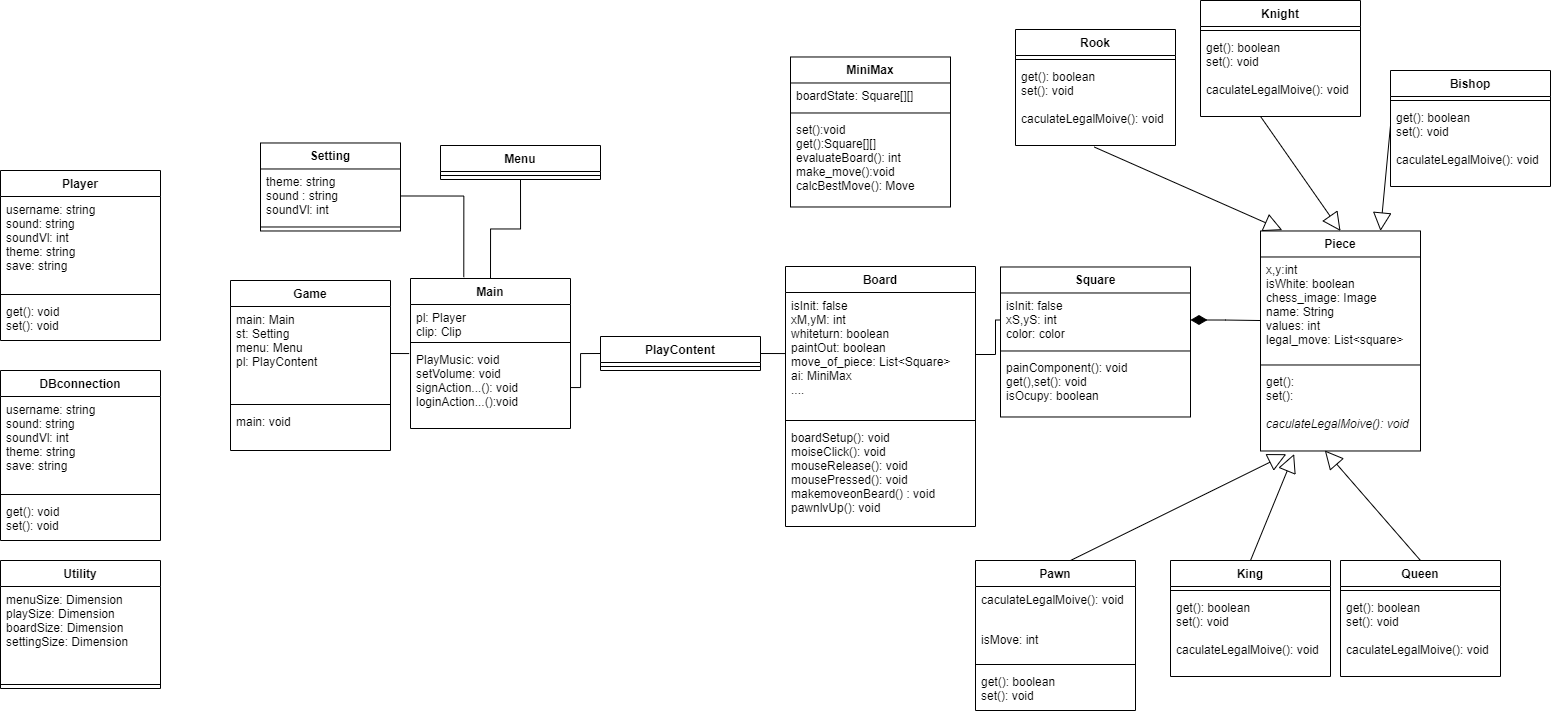 Player
username: string
sound: string
soundVl: int
theme: string
save: string
get(): void
set(): void
DBconnection
username: string
sound: string
soundVl: int
theme: string
save: string
get(): void
set(): void
Utility
menuSize: Dimension
playSize: Dimension
boardSize: Dimension
settingSize: Dimension
Setting
theme: string
sound : string
soundVl: int
Menu
Game
main: Main
st: Setting
menu: Menu
pl: PlayContent
main: void
Main
pl: Player
clip: Clip
PlayMusic: void
setVolume: void
signAction...(): void
loginAction...():void
PlayContent
MiniMax
boardState: Square[][]
set():void
get():Square[][]
evaluateBoard(): int
make_move():void
calcBestMove(): Move
Board
isInit: false
xM,yM: int
whiteturn: boolean
paintOut: boolean
move_of_piece: List<Square>
ai: MiniMax
....
boardSetup(): void
moiseClick(): void
mouseRelease(): void
mousePressed(): void
makemoveonBeard() : void
pawnlvUp(): void
Square
isInit: false
xS,yS: int
color: color
painComponent(): void
get(),set(): void
isOcupy: boolean
Rook
get(): boolean
set(): void
caculateLegalMoive(): void
Knight
get(): boolean
set(): void
caculateLegalMoive(): void
Bishop
get(): boolean
set(): void
caculateLegalMoive(): void
Piece
x,y:int
isWhite: boolean
chess_image: Image
name: String
values: int
legal_move: List<square>
get():
set():
caculateLegalMoive(): void
Pawn
caculateLegalMoive(): void
isMove: int
get(): boolean
set(): void
King
get(): boolean
set(): void
caculateLegalMoive(): void
Queen
get(): boolean
set(): void
caculateLegalMoive(): void